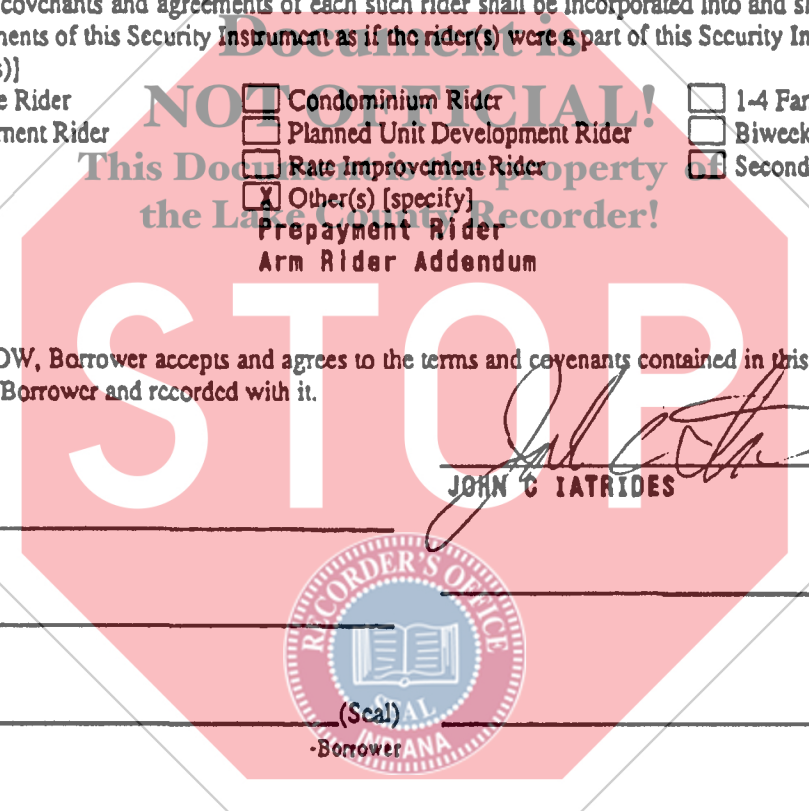 covenants and agreements of each such rider shall be incorporated into and
ments of this Security Instrument as if the rider(s) were a part of this Security In
s)]
e Rider
Condominium Rider
1-4 Fam
ment Rider
Planned Unit Development Rider
Biweek
Rate Improvement Rider
Second
X Other(s) [specify]
Prepayment Rider
Arm Rider Addendum
Document is
NOT OFFICIAL!
This Document is the property of
the Lake County Recorder!
STOP
OW, Borrower accepts and agrees to the terms and covenants contained in this
Borrower and recorded with it.
JOHN C IATRIDES
RECORDER'S OFFICE
SEAL
INDIANA
(Seal)
-Borrower